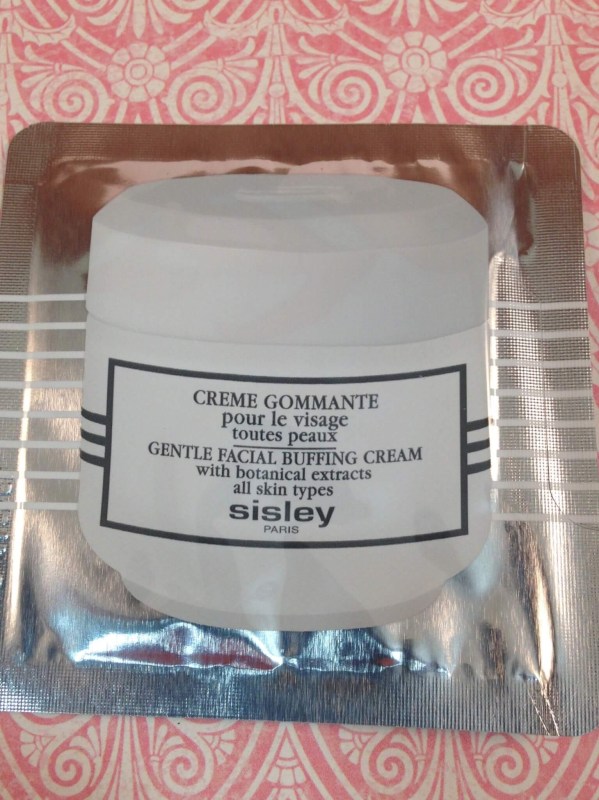 CREME GOMMANTE
pour le visage
toutes peaux
GENTLE FACIAL BUFFING CREAM
with botanical extracts
all skin types
sisley
PARIS